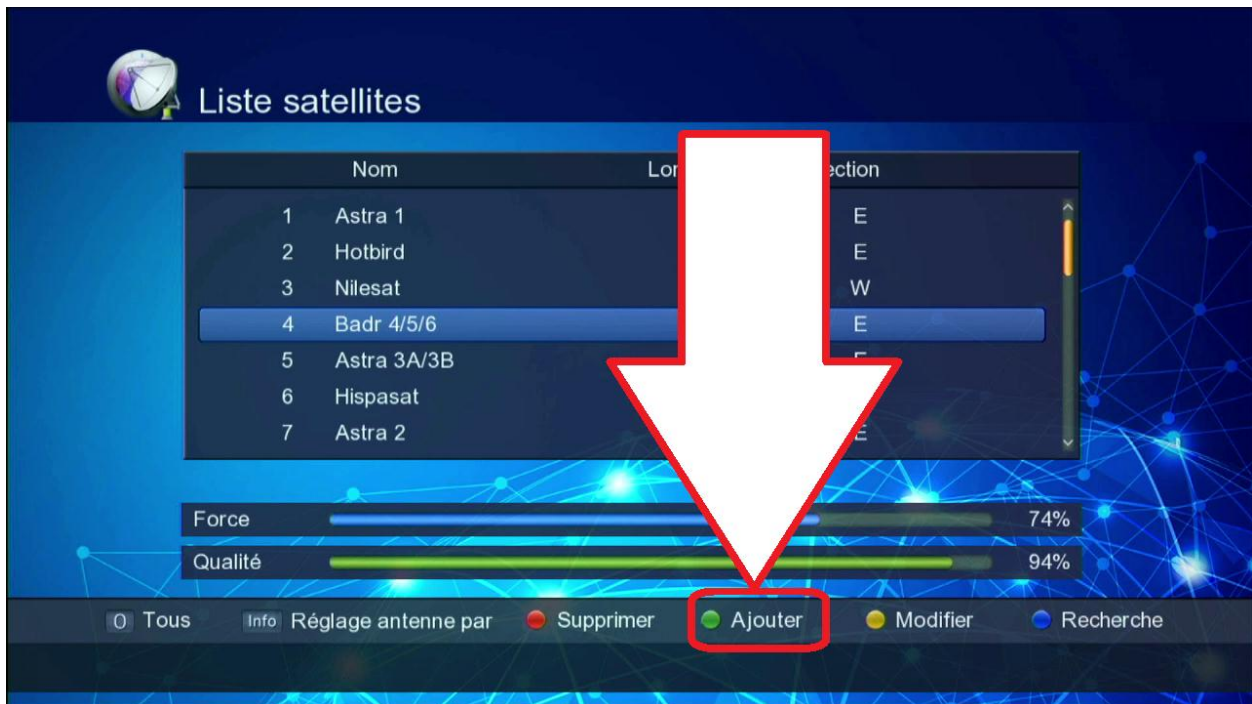 Liste satellites
Nom Lor ection
1 Astra 1 E
2 Hotbird E
3 Nilesat W
4 Badr 4/5/6 E
5 Astra 3A/3B
6 Hispasat
7 Astra 2 E
Force 74%
Qualité 94%
0 Tous Info Réglage antenne par Supprimer Ajouter Modifier Recherche